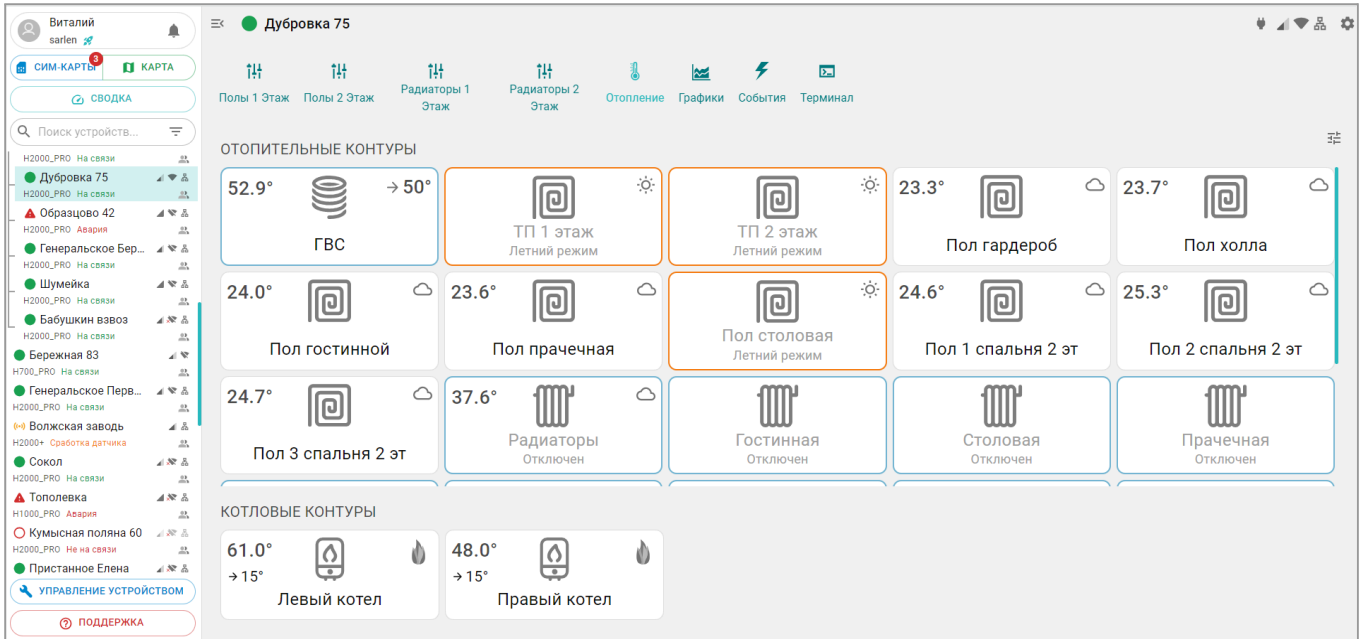 Виталий
sarlen
3
СИМ-КАРТЫ
КАРТА
СВОДКА
Поиск устройств...
H2000_PRO На связи
Дубровка 75
H2000_PRO На связи
Образцово 42
H2000_PRO Авария
Генеральское Бер...
H2000_PRO На связи
Шумейка
H2000_PRO На связи
Бабушкин взвоз
H2000_PRO На связи
Бережная 83
H700_PRO На связи
Генеральское Перв...
H2000_PRO На связи
Волжская заводь
H2000+ Сработка датчика
Сокол
H2000_PRO На связи
Тополевка
H1000_PRO Авария
Кумысная поляна 60
H2000_PRO Не на связи
Пристанное Елена
УПРАВЛЕНИЕ УСТРОЙСТВОМ
ПОДДЕРЖКА
Дубровка 75
Полы 1 Этаж
Полы 2 Этаж
Радиаторы 1
Этаж
Радиаторы 2
Этаж
Отопление
Графики
События
Терминал
ОТОПИТЕЛЬНЫЕ КОНТУРЫ
52.9° → 50°
ГВС
ТП 1 этаж
Летний режим
ТП 2 этаж
Летний режим
23.3°
Пол гардероб
23.7°
Пол холла
24.0°
Пол гостинной
23.6°
Пол прачечная
Пол столовая
Летний режим
24.6°
Пол 1 спальня 2 эт
25.3°
Пол 2 спальня 2 эт
24.7°
Пол 3 спальня 2 эт
37.6°
Радиаторы
Отключен
Гостинная
Отключен
Столовая
Отключен
Прачечная
Отключен
КОТЛОВЫЕ КОНТУРЫ
61.0°
→ 15°
Левый котел
48.0°
→ 15°
Правый котел